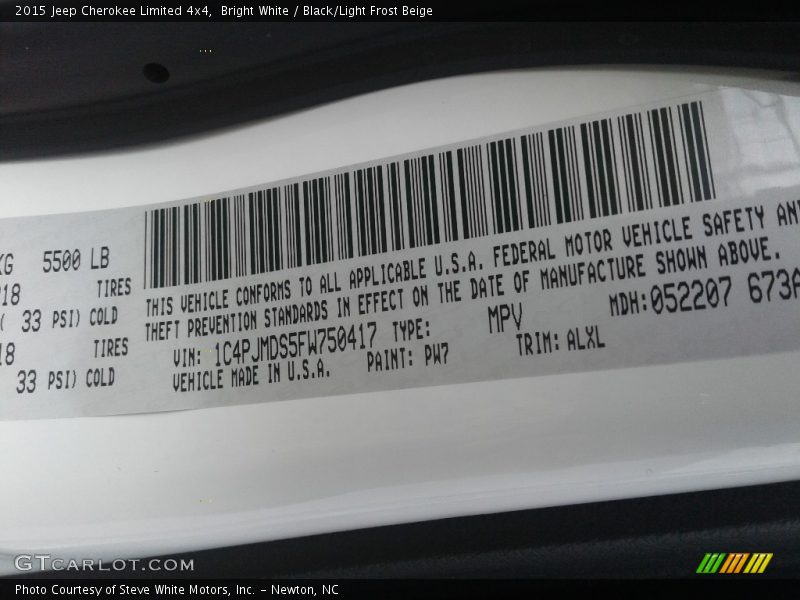 2015 Jeep Cherokee Limited 4x4, Bright White / Black/Light Frost Beige
KG 5500 LB
18 TIRES
( 33 PSI) COLD
18 TIRES
33 PSI) COLD
THIS VEHICLE CONFORMS TO ALL APPLICABLE U.S.A. FEDERAL MOTOR VEHICLE SAFETY AND
THEFT PREVENTION STANDARDS IN EFFECT ON THE DATE OF MANUFACTURE SHOWN ABOVE.
VIN: 1C4PJMDS5FW750417 TYPE: MPV MDH:052207 673A
VEHICLE MADE IN U.S.A. PAINT: PW7 TRIM: ALXL
GTCARLOT.COM
Photo Courtesy of Steve White Motors, Inc. – Newton, NC